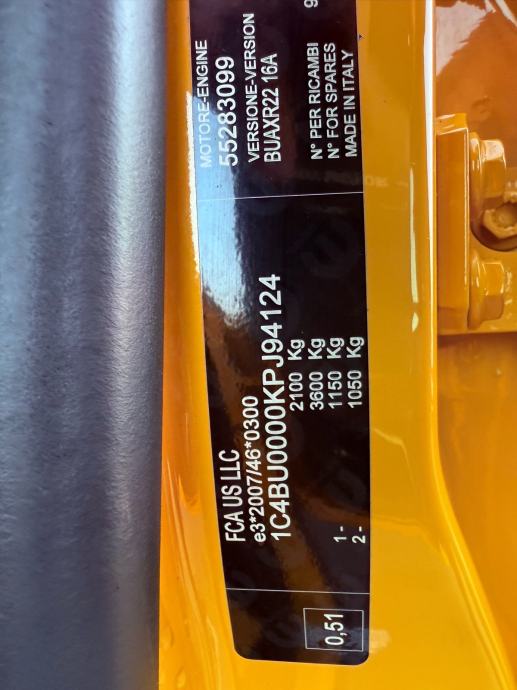 FCA US LLC
e3*2007/46*0300
1C4BU0000KPJ94124
2100 Kg
3600 Kg
1- 1150 Kg
2- 1050 Kg
0,51
MOTORE-ENGINE
55283099
VERSIONE-VERSION
BUAXR22 16A
N° PER RICAMBI
N° FOR SPARES
MADE IN ITALY